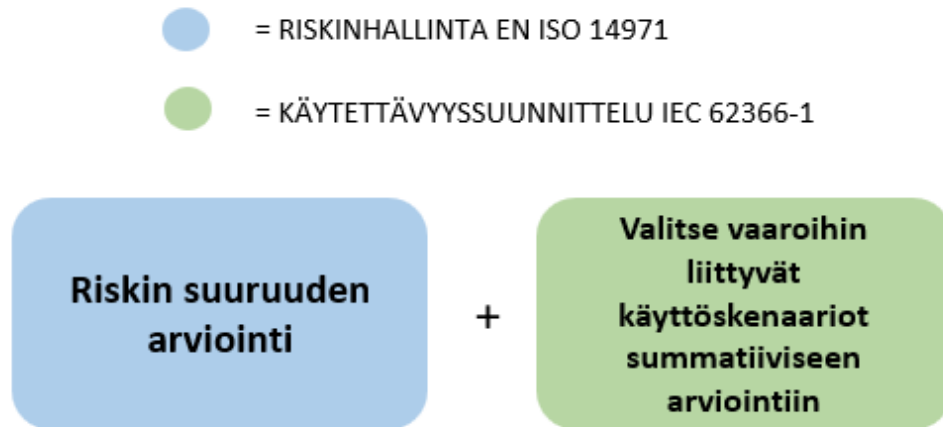 = RISKINHALLINTA EN ISO 14971
= KÄYTETTÄVYYSSUUNNITTELU IEC 62366-1
Riskin suuruuden
arviointi
+
Valitse vaaroihin
liittyvät
käyttöskenaariot
summatiiviseen
arviointiin